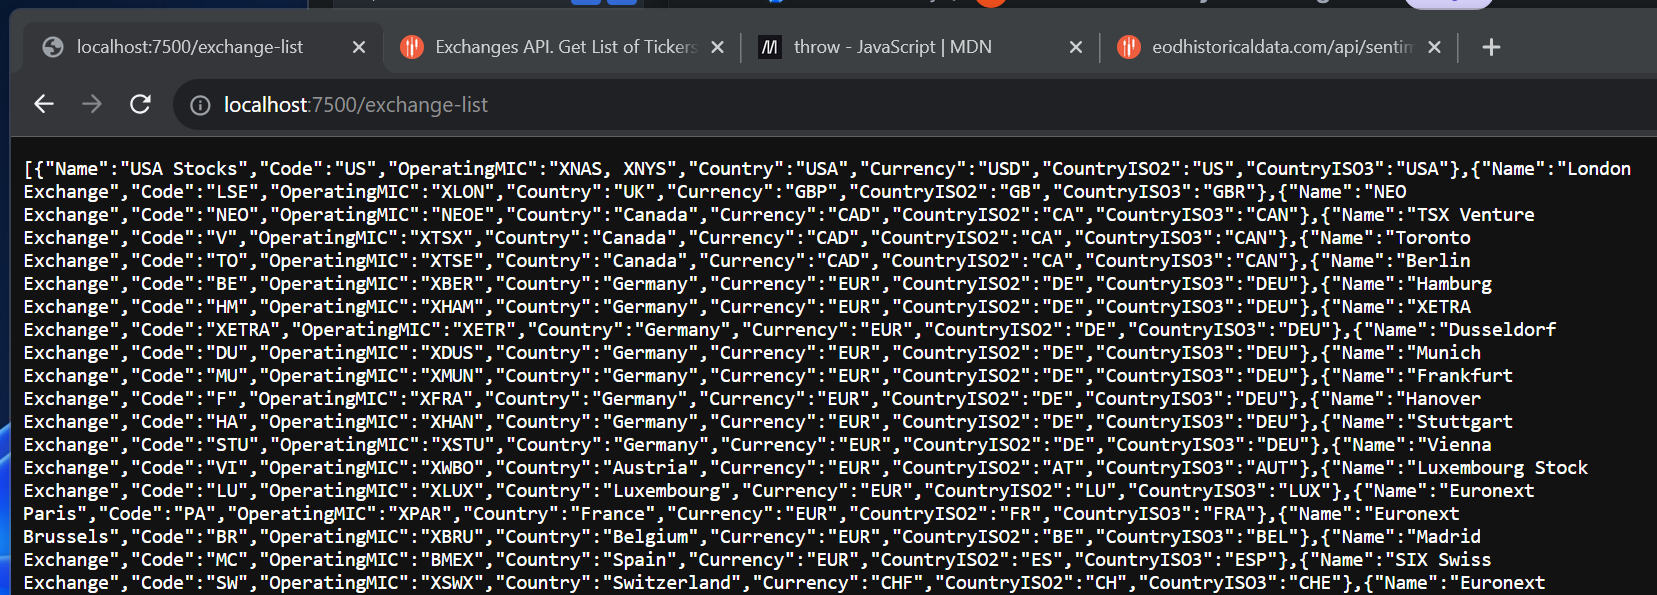 localhost:7500/exchange-list
Exchanges API. Get List of Tickers
throw - JavaScript | MDN
eodhistoricaldata.com/api/sentim
localhost:7500/exchange-list
[{"Name":"USA Stocks","Code":"US","OperatingMIC":"XNAS, XNYS","Country":"USA","Currency":"USD","CountryISO2":"US","CountryISO3":"USA"},{"Name":"London
Exchange","Code":"LSE","OperatingMIC":"XLON","Country":"UK","Currency":"GBP","CountryISO2":"GB","CountryISO3":"GBR"},{"Name":"NEO
Exchange","Code":"NEO","OperatingMIC":"NEOE","Country":"Canada","Currency":"CAD","CountryISO2":"CA","CountryISO3":"CAN"},{"Name":"TSX Venture
Exchange","Code":"V","OperatingMIC":"XTSX","Country":"Canada","Currency":"CAD","CountryISO2":"CA","CountryISO3":"CAN"},{"Name":"Toronto
Exchange","Code":"TO","OperatingMIC":"XTSE","Country":"Canada","Currency":"CAD","CountryISO2":"CA","CountryISO3":"CAN"},{"Name":"Berlin
Exchange","Code":"BE","OperatingMIC":"XBER","Country":"Germany","Currency":"EUR","CountryISO2":"DE","CountryISO3":"DEU"},{"Name":"Hamburg
Exchange","Code":"HM","OperatingMIC":"XHAM","Country":"Germany","Currency":"EUR","CountryISO2":"DE","CountryISO3":"DEU"},{"Name":"XETRA
Exchange","Code":"XETRA","OperatingMIC":"XETR","Country":"Germany","Currency":"EUR","CountryISO2":"DE","CountryISO3":"DEU"},{"Name":"Dusseldorf
Exchange","Code":"DU","OperatingMIC":"XDUS","Country":"Germany","Currency":"EUR","CountryISO2":"DE","CountryISO3":"DEU"},{"Name":"Munich
Exchange","Code":"MU","OperatingMIC":"XMUN","Country":"Germany","Currency":"EUR","CountryISO2":"DE","CountryISO3":"DEU"},{"Name":"Frankfurt
Exchange","Code":"F","OperatingMIC":"XFRA","Country":"Germany","Currency":"EUR","CountryISO2":"DE","CountryISO3":"DEU"},{"Name":"Hanover
Exchange","Code":"HA","OperatingMIC":"XHAN","Country":"Germany","Currency":"EUR","CountryISO2":"DE","CountryISO3":"DEU"},{"Name":"Stuttgart
Exchange","Code":"STU","OperatingMIC":"XSTU","Country":"Germany","Currency":"EUR","CountryISO2":"DE","CountryISO3":"DEU"},{"Name":"Vienna
Exchange","Code":"VI","OperatingMIC":"XWBO","Country":"Austria","Currency":"EUR","CountryISO2":"AT","CountryISO3":"AUT"},{"Name":"Luxembourg Stock
Exchange","Code":"LU","OperatingMIC":"XLUX","Country":"Luxembourg","Currency":"EUR","CountryISO2":"LU","CountryISO3":"LUX"},{"Name":"Euronext
Paris","Code":"PA","OperatingMIC":"XPAR","Country":"France","Currency":"EUR","CountryISO2":"FR","CountryISO3":"FRA"},{"Name":"Euronext
Brussels","Code":"BR","OperatingMIC":"XBRU","Country":"Belgium","Currency":"EUR","CountryISO2":"BE","CountryISO3":"BEL"},{"Name":"Madrid
Exchange","Code":"MC","OperatingMIC":"BMEX","Country":"Spain","Currency":"EUR","CountryISO2":"ES","CountryISO3":"ESP"},{"Name":"SIX Swiss
Exchange","Code":"SW","OperatingMIC":"XSWX","Country":"Switzerland","Currency":"CHF","CountryISO2":"CH","CountryISO3":"CHE"},{"Name":"Euronext